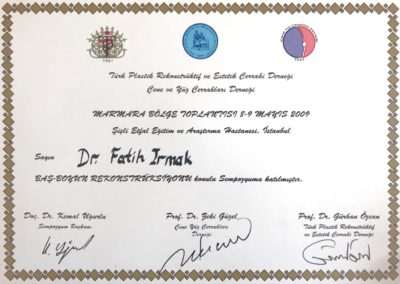 1961
Türk Plastik Rekonstrüktif ve Estetik Cerrahi Derneği
Çene ve Yüz Cerrahları Derneği
MARMARA BÖLGE TOPLANTISI 8-9 MAYIS 2009
Şişli Etfal Eğitim ve Araştırma Hastanesi, İstanbul
Sayın Dr. Fatih Irmak
BAŞ-BOYUN REKONSTRÜKSİYONU konulu Sempozyuma katılmıştır.
Doç. Dr. Kemal Uğurlu
Sempozyum Başkanı
Prof. Dr. Zeki Güzel
Çene Yüz Cerrahları
Derneği
Prof. Dr. Gürhan Özcan
Türk Plastik Rekonstrüktif
ve Estetik Cerrahi Derneği